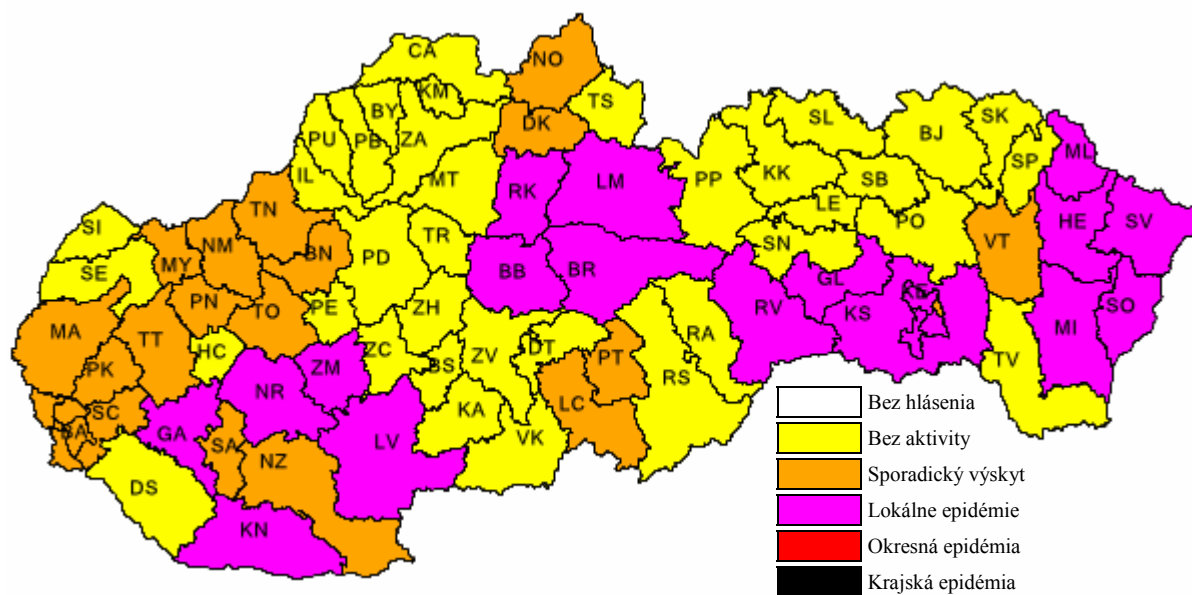 CA
NO
KM
TS
BY
DK
PU
PB
ZA
SL
BJ
SK
ML
IL
MT
RK
LM
PP
KK
SB
SP
TN
LE
PO
HE
SV
SI
NM
TR
SN
VT
MY
BN
PD
BB
BR
SE
GL
KE
SO
PN
TO
PE
ZH
RV
KS
MI
MA
TT
HC
ZC
BS
ZV
DT
PT
RA
TV
PK
ZM
RS
NR
KA
LC
SC
BA
GA
SA
NZ
LV
VK
DS
KN
Bez hlásenia
Bez aktivity
Sporadický výskyt
Lokálne epidémie
Okresná epidémia
Krajská epidémia